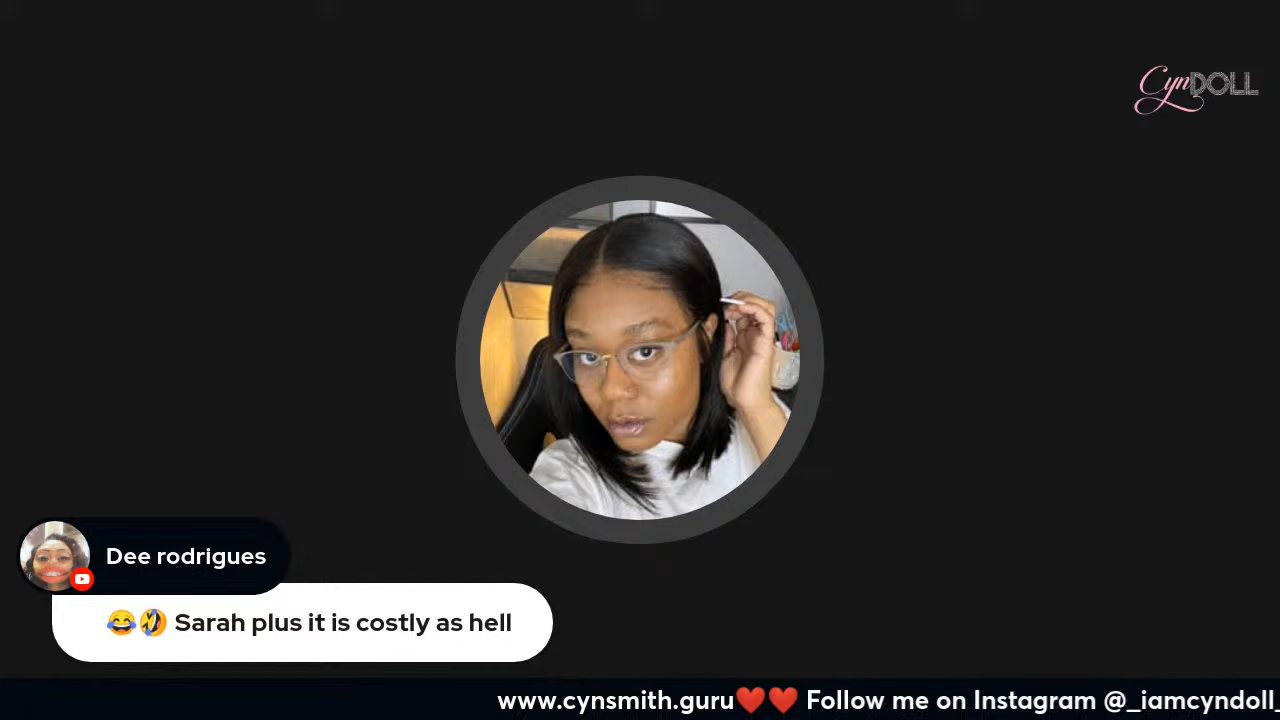 CynDOLL
Dee rodrigues
😂🤣 Sarah plus it is costly as hell
www.cynsmith.guru❤️❤️ Follow me on Instagram @_iamcyndoll_